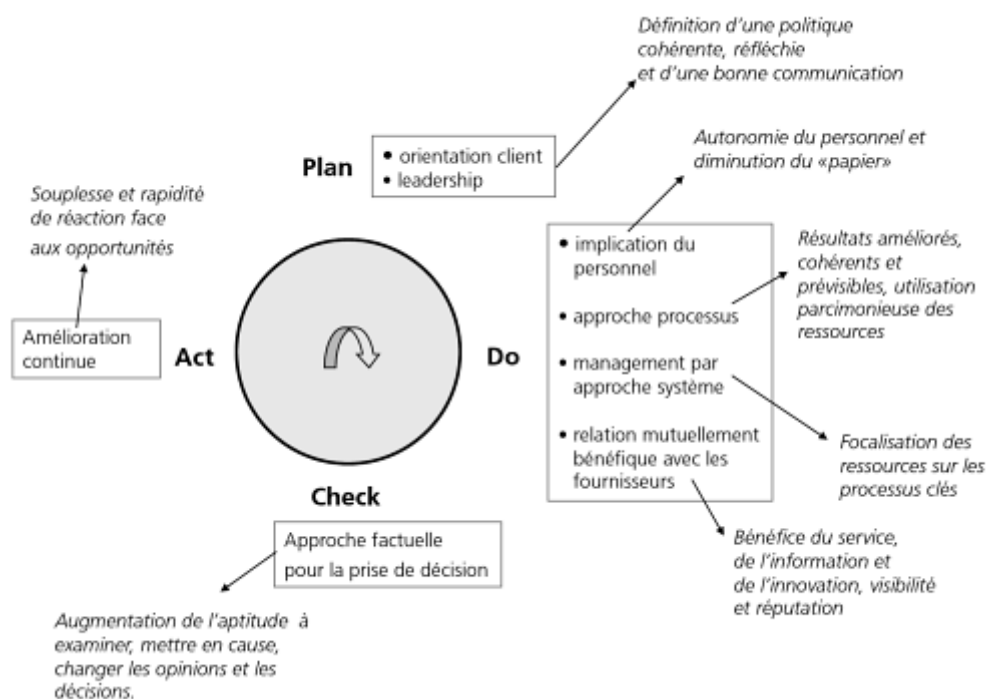 Définition d'une politique
cohérente, réfléchie
et d'une bonne communication
Plan
• orientation client
• leadership
Autonomie du personnel et
diminution du «papier»
Souplesse et rapidité
de réaction face
aux opportunités
• implication du
personnel
• approche processus
• management par
approche système
• relation mutuellement
bénéfique avec les
fournisseurs
Résultats améliorés,
cohérents et
prévisibles, utilisation
parcimonieuse des
ressources
Amélioration
continue
Act
Do
Focalisation des
ressources sur les
processus clés
Check
Approche factuelle
pour la prise de décision
Bénéfice du service,
de l'information et
de l'innovation, visibilité
et réputation
Augmentation de l'aptitude à
examiner, mettre en cause,
changer les opinions et les
décisions.